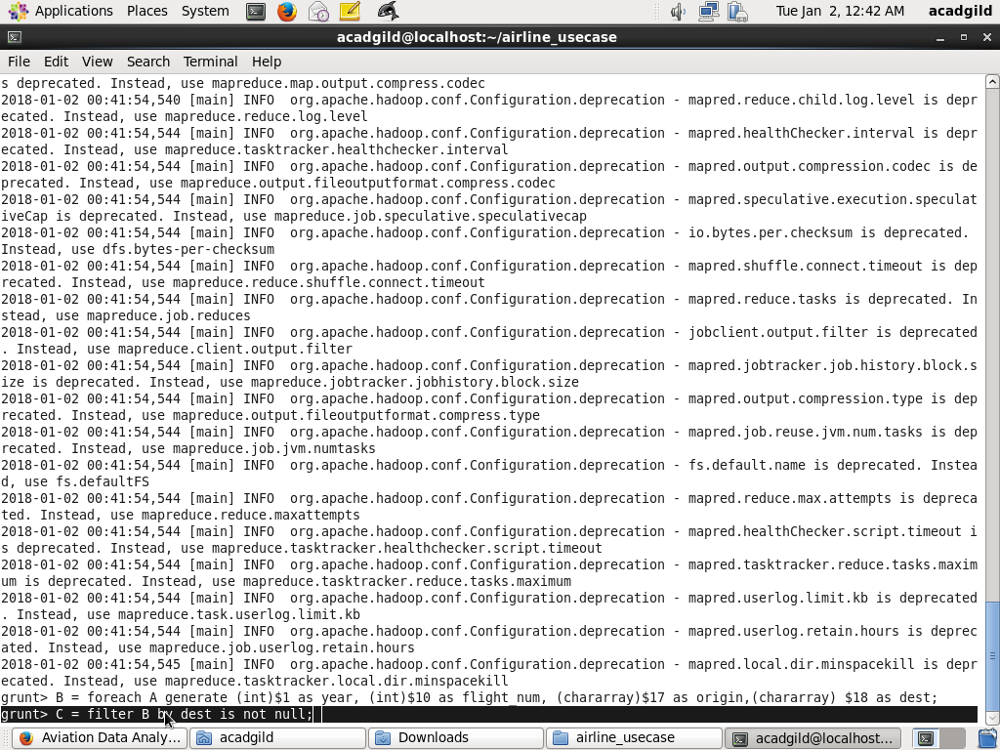 Applications Places System Tue Jan 2, 12:42 AM acadgild
acadgild@localhost:~/airline_usecase
File Edit View Search Terminal Help
s deprecated. Instead, use mapreduce.map.output.compress.codec
2018-01-02 00:41:54,540 [main] INFO  org.apache.hadoop.conf.Configuration.deprecation - mapred.reduce.child.log.level is depr
ecated. Instead, use mapreduce.reduce.log.level
2018-01-02 00:41:54,544 [main] INFO  org.apache.hadoop.conf.Configuration.deprecation - mapred.healthChecker.interval is depr
ecated. Instead, use mapreduce.tasktracker.healthchecker.interval
2018-01-02 00:41:54,544 [main] INFO  org.apache.hadoop.conf.Configuration.deprecation - mapred.output.compression.codec is de
precated. Instead, use mapreduce.output.fileoutputformat.compress.codec
2018-01-02 00:41:54,544 [main] INFO  org.apache.hadoop.conf.Configuration.deprecation - mapred.speculative.execution.speculat
iveCap is deprecated. Instead, use mapreduce.job.speculative.speculativecap
2018-01-02 00:41:54,544 [main] INFO  org.apache.hadoop.conf.Configuration.deprecation - io.bytes.per.checksum is deprecated.
Instead, use dfs.bytes-per-checksum
2018-01-02 00:41:54,544 [main] INFO  org.apache.hadoop.conf.Configuration.deprecation - mapred.shuffle.connect.timeout is dep
recated. Instead, use mapreduce.reduce.shuffle.connect.timeout
2018-01-02 00:41:54,544 [main] INFO  org.apache.hadoop.conf.Configuration.deprecation - mapred.reduce.tasks is deprecated. In
stead, use mapreduce.job.reduces
2018-01-02 00:41:54,544 [main] INFO  org.apache.hadoop.conf.Configuration.deprecation - jobclient.output.filter is deprecated
. Instead, use mapreduce.client.output.filter
2018-01-02 00:41:54,544 [main] INFO  org.apache.hadoop.conf.Configuration.deprecation - mapred.jobtracker.job.history.block.s
ize is deprecated. Instead, use mapreduce.jobtracker.jobhistory.block.size
2018-01-02 00:41:54,544 [main] INFO  org.apache.hadoop.conf.Configuration.deprecation - mapred.output.compression.type is dep
recated. Instead, use mapreduce.output.fileoutputformat.compress.type
2018-01-02 00:41:54,544 [main] INFO  org.apache.hadoop.conf.Configuration.deprecation - mapred.job.reuse.jvm.num.tasks is dep
recated. Instead, use mapreduce.job.jvm.numtasks
2018-01-02 00:41:54,544 [main] INFO  org.apache.hadoop.conf.Configuration.deprecation - fs.default.name is deprecated. Instea
d, use fs.defaultFS
2018-01-02 00:41:54,544 [main] INFO  org.apache.hadoop.conf.Configuration.deprecation - mapred.reduce.max.attempts is depreca
ted. Instead, use mapreduce.reduce.maxattempts
2018-01-02 00:41:54,544 [main] INFO  org.apache.hadoop.conf.Configuration.deprecation - mapred.healthChecker.script.timeout i
s deprecated. Instead, use mapreduce.tasktracker.healthchecker.script.timeout
2018-01-02 00:41:54,544 [main] INFO  org.apache.hadoop.conf.Configuration.deprecation - mapred.tasktracker.reduce.tasks.maxim
um is deprecated. Instead, use mapreduce.tasktracker.reduce.tasks.maximum
2018-01-02 00:41:54,544 [main] INFO  org.apache.hadoop.conf.Configuration.deprecation - mapred.userlog.limit.kb is deprecated
. Instead, use mapreduce.task.userlog.limit.kb
2018-01-02 00:41:54,544 [main] INFO  org.apache.hadoop.conf.Configuration.deprecation - mapred.userlog.retain.hours is deprec
ated. Instead, use mapreduce.job.userlog.retain.hours
2018-01-02 00:41:54,545 [main] INFO  org.apache.hadoop.conf.Configuration.deprecation - mapred.local.dir.minspacekill is depr
ecated. Instead, use mapreduce.tasktracker.local.dir.minspacekill
grunt> B = foreach A generate (int)$1 as year, (int)$10 as flight_num, (chararray)$17 as origin,(chararray) $18 as dest;
grunt> C = filter B by dest is not null;
Aviation Data Analy... acadgild Downloads airline_usecase acadgild@localhost...